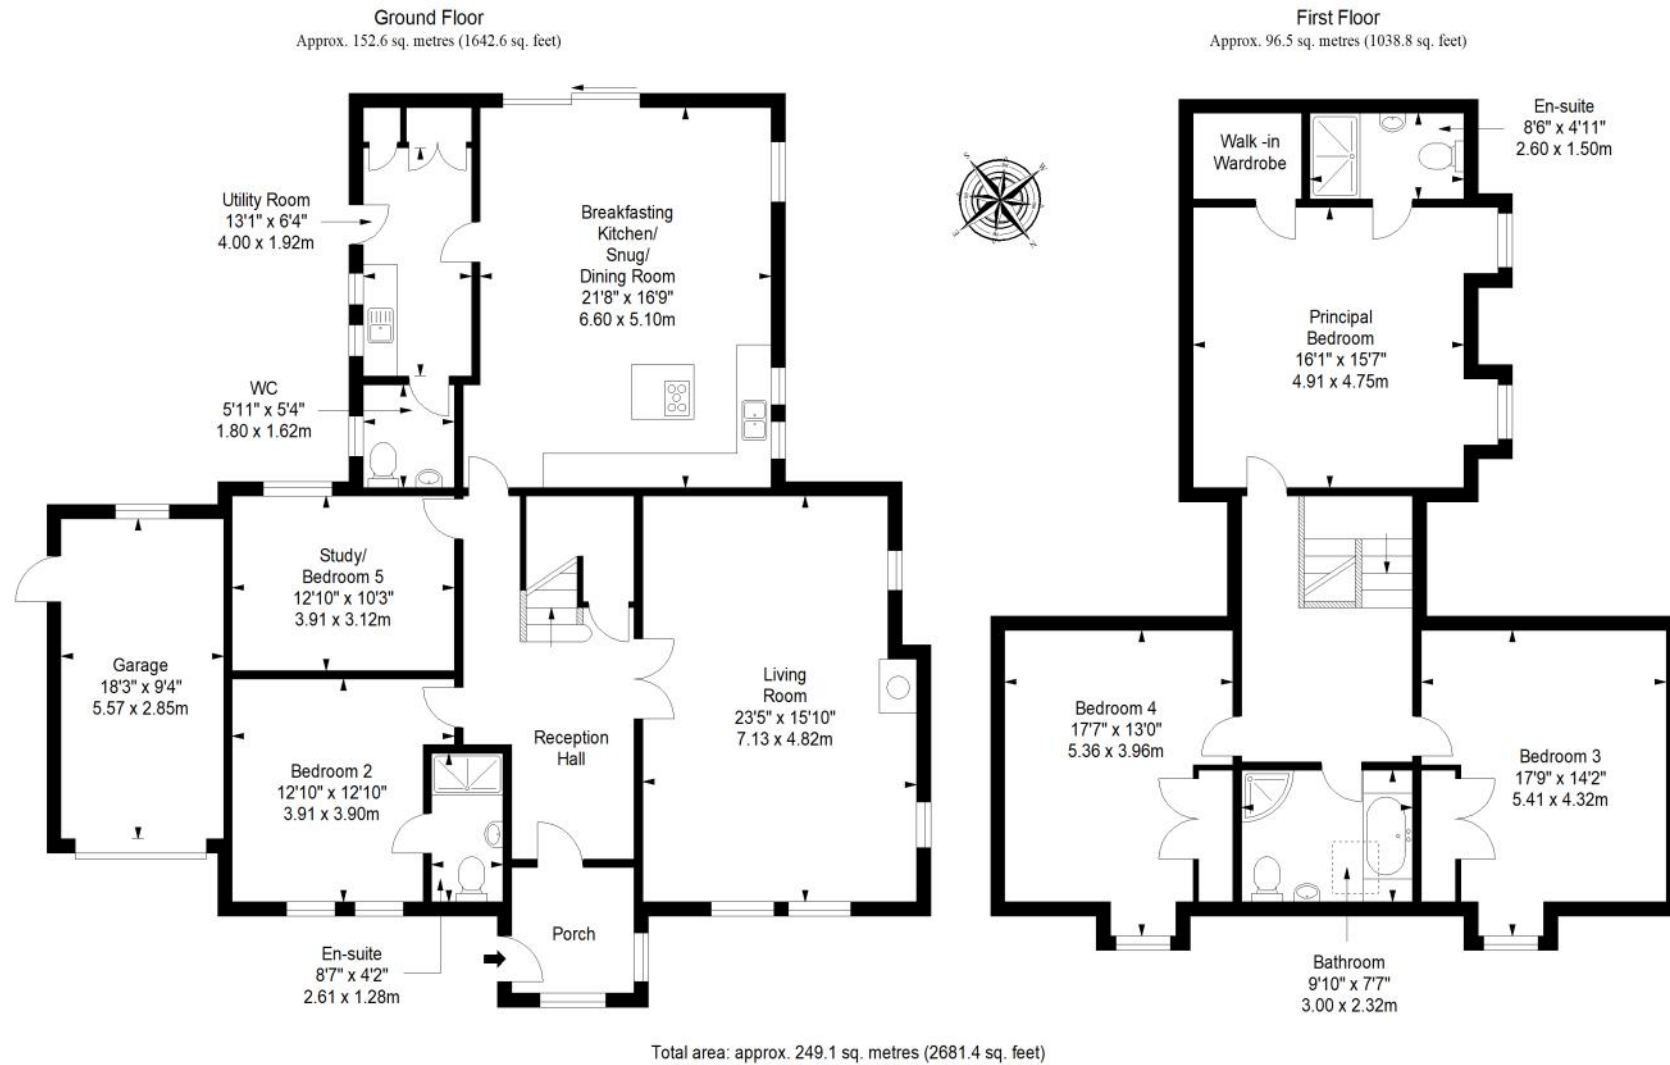 Ground Floor
Approx. 152.6 sq. metres (1642.6 sq. feet)
First Floor
Approx. 96.5 sq. metres (1038.8 sq. feet)
Utility Room
13'1" x 6'4"
4.00 x 1.92m
Breakfasting
Kitchen/
Snug/
Dining Room
21'8" x 16'9"
6.60 x 5.10m
WC
5'11" x 5'4"
1.80 x 1.62m
Study/
Bedroom 5
12'10" x 10'3"
3.91 x 3.12m
Garage
18'3" x 9'4"
5.57 x 2.85m
Living
Room
23'5" x 15'10"
7.13 x 4.82m
Reception
Hall
Bedroom 2
12'10" x 12'10"
3.91 x 3.90m
Porch
En-suite
8'7" x 4'2"
2.61 x 1.28m
S
W
E
N
Walk -in
Wardrobe
En-suite
8'6" x 4'11"
2.60 x 1.50m
Principal
Bedroom
16'1" x 15'7"
4.91 x 4.75m
Bedroom 4
17'7" x 13'0"
5.36 x 3.96m
Bedroom 3
17'9" x 14'2"
5.41 x 4.32m
Bathroom
9'10" x 7'7"
3.00 x 2.32m
Total area: approx. 249.1 sq. metres (2681.4 sq. feet)